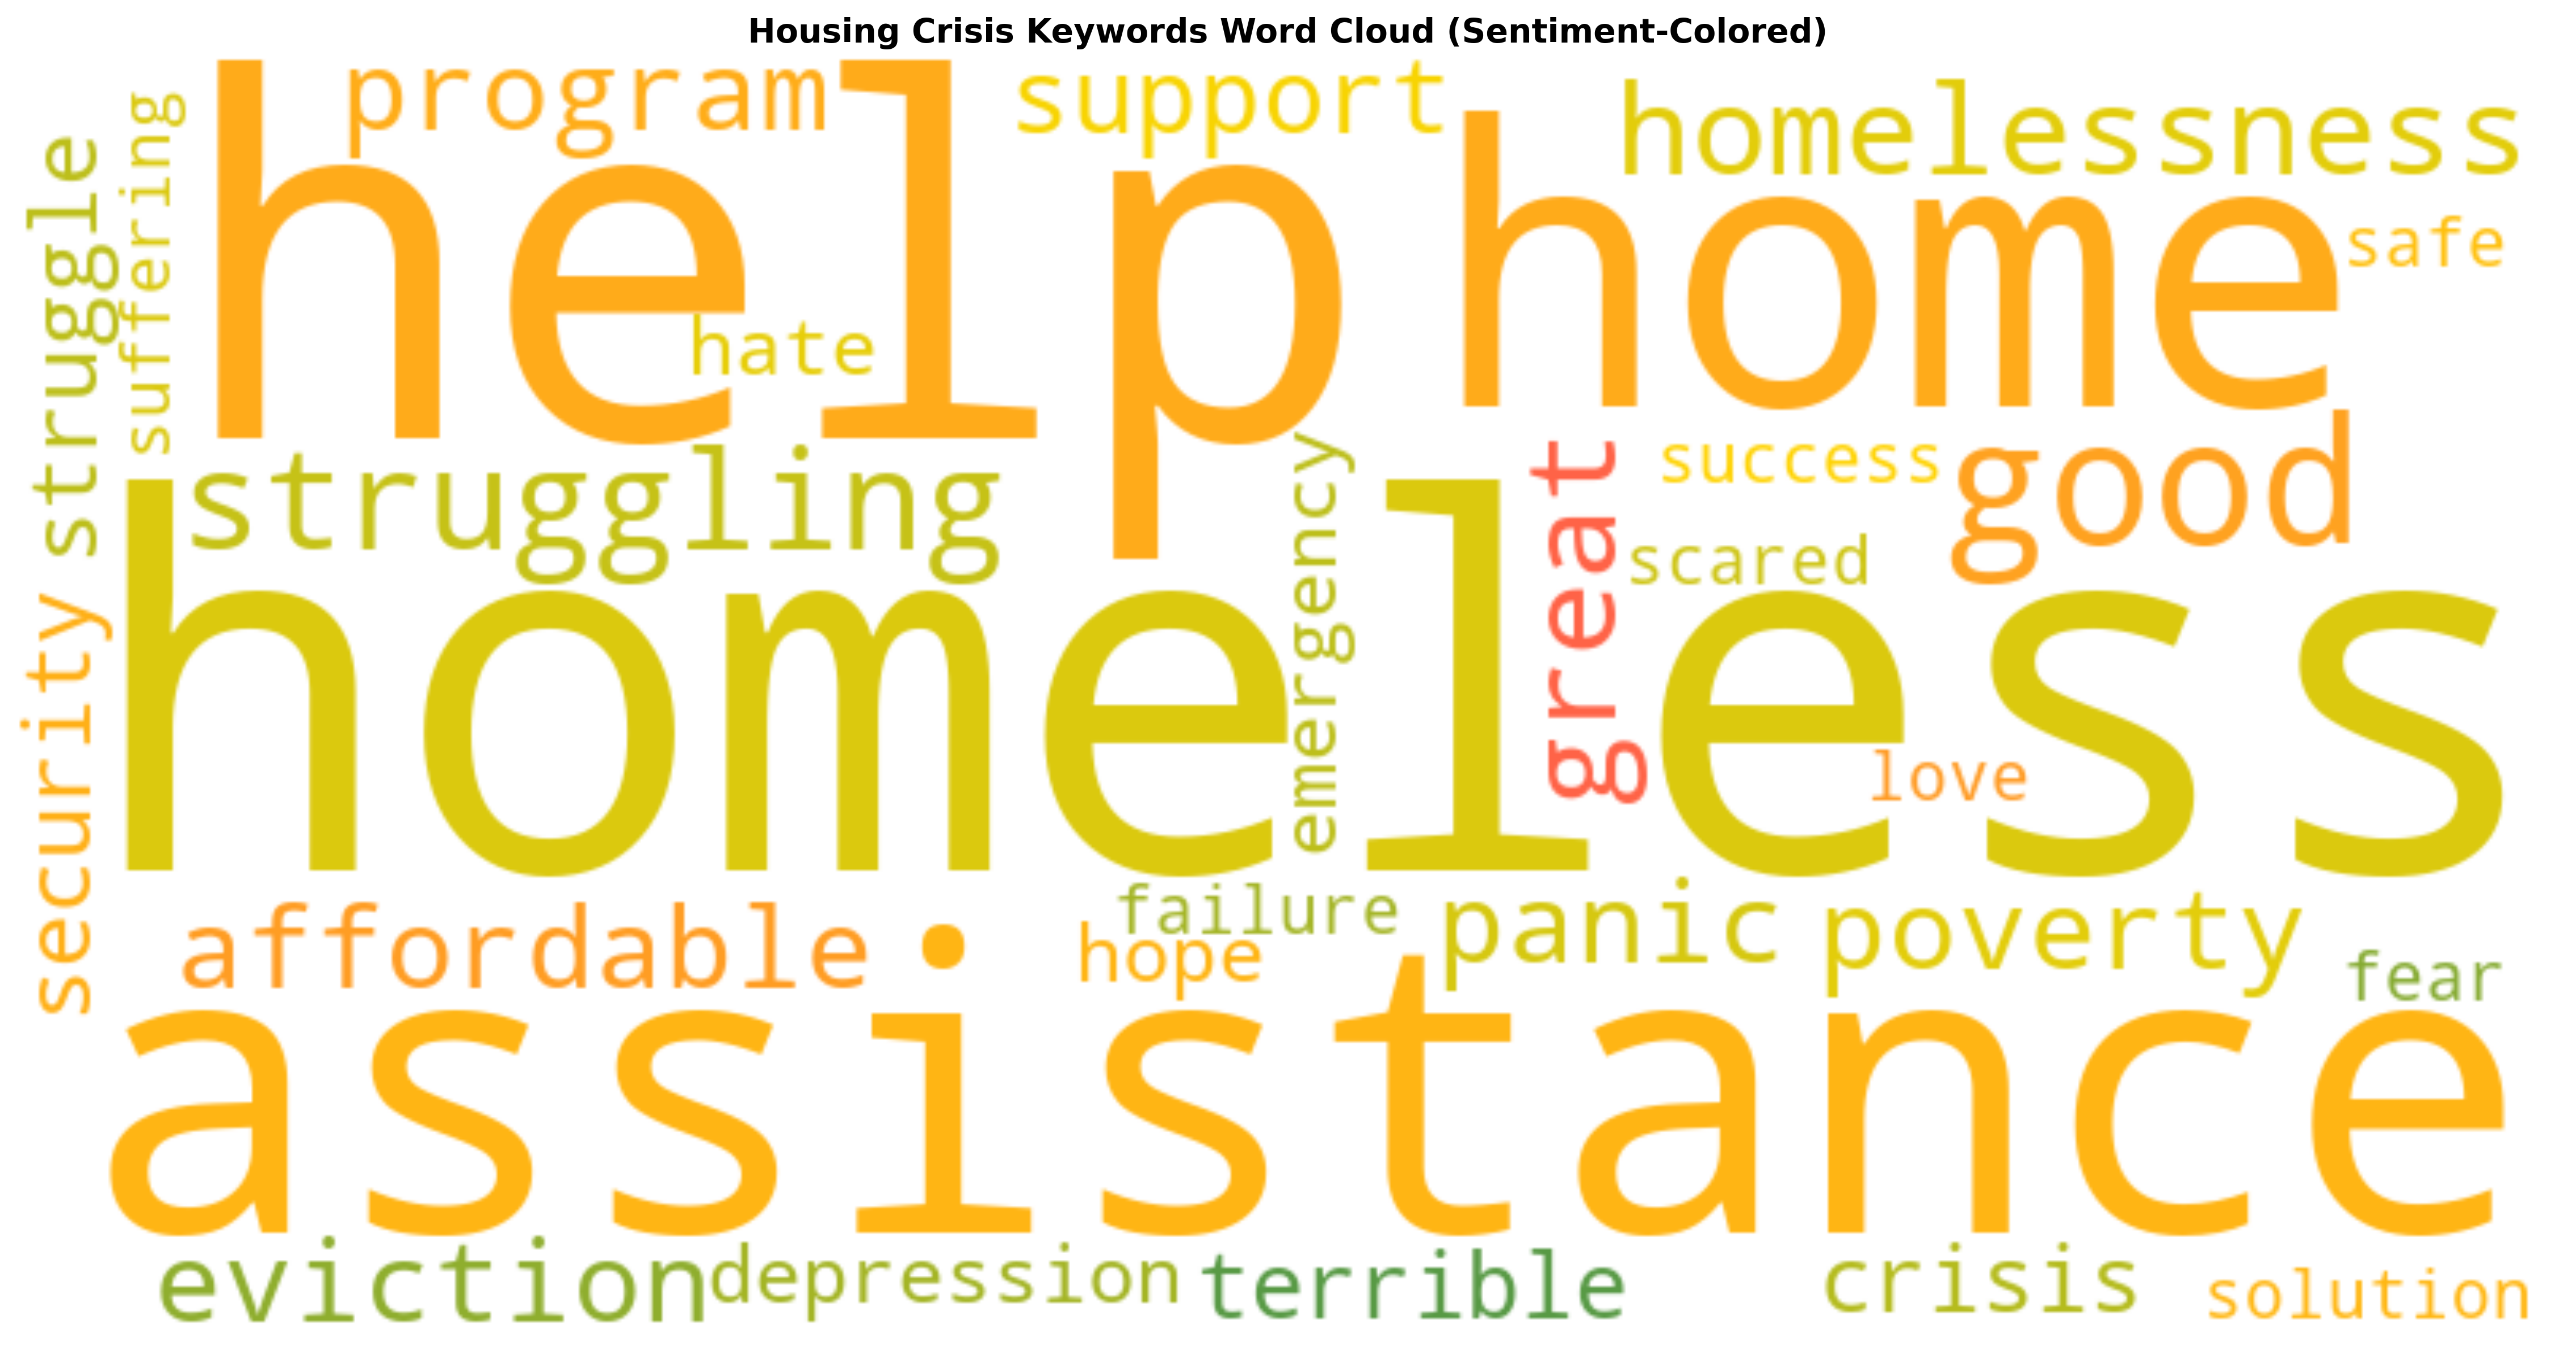 Housing Crisis Keywords Word Cloud (Sentiment-Colored)
program
support
homelessness
suffering
struggle
help
home
safe
hate
struggling
emergency
great
success
good
scared
homeless
security
love
affordable
failure
hope
panic
poverty
fear
assistance
eviction
depression
terrible
crisis
solution